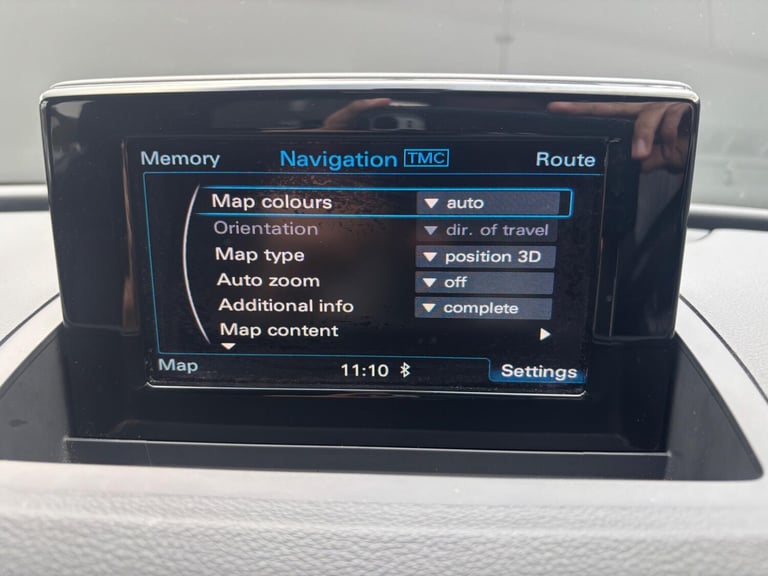 Memory Navigation TMC Route
Map colours auto
Orientation dir. of travel
Map type position 3D
Auto zoom off
Additional info complete
Map content
Map 11:10 Settings